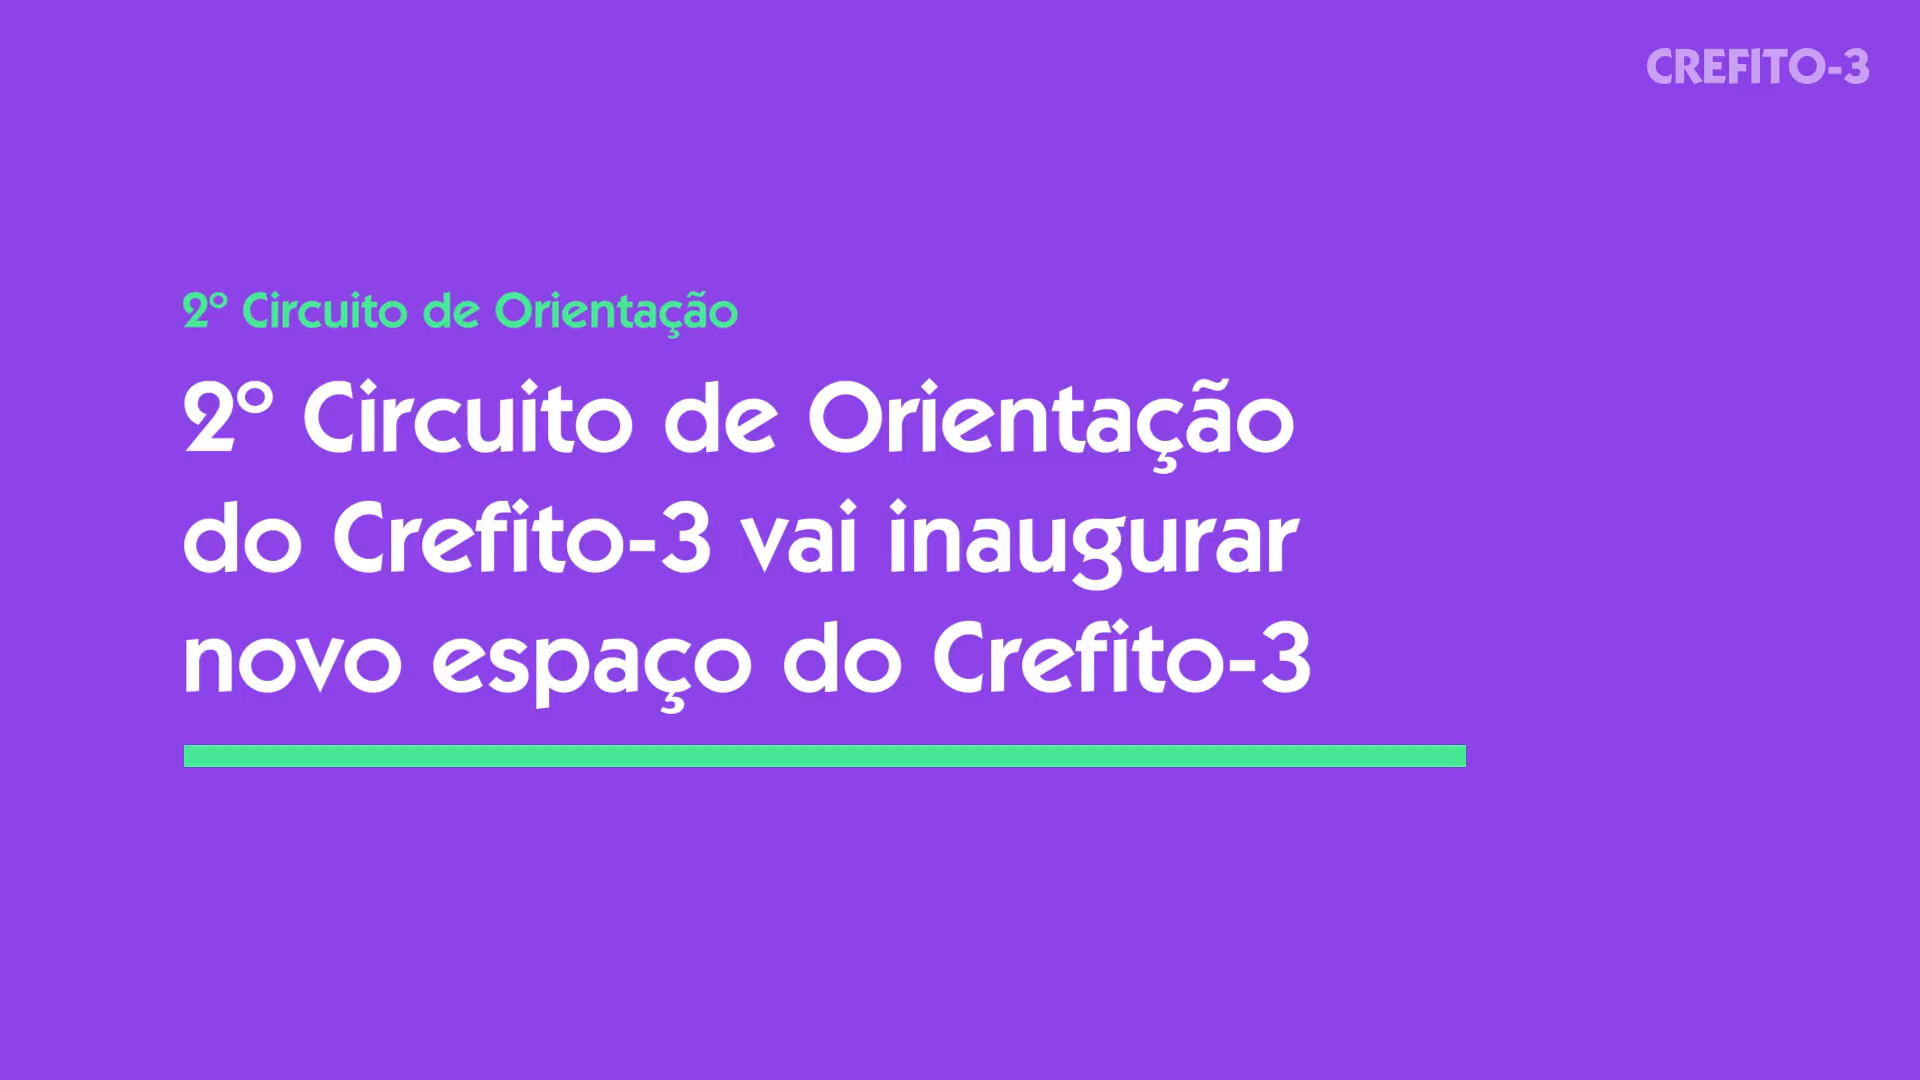 CREFITO-3
2º Circuito de Orientação
2º Circuito de Orientação
do Crefito-3 vai inaugurar
novo espaço do Crefito-3